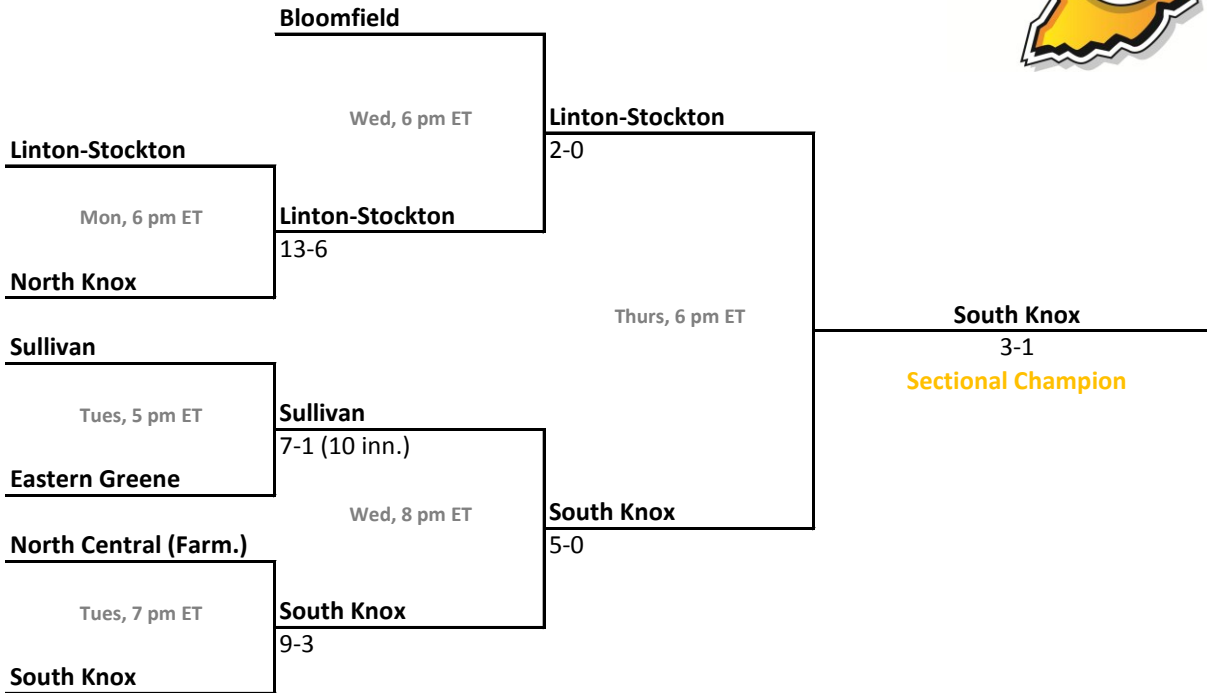 Bloomfield
Wed, 6 pm ET
Linton-Stockton
2-0
Linton-Stockton
Mon, 6 pm ET
Linton-Stockton
13-6
North Knox
Thurs, 6 pm ET
South Knox
3-1
Sectional Champion
Sullivan
Tues, 5 pm ET
Sullivan
7-1 (10 inn.)
Eastern Greene
Wed, 8 pm ET
South Knox
5-0
North Central (Farm.)
Tues, 7 pm ET
South Knox
9-3
South Knox